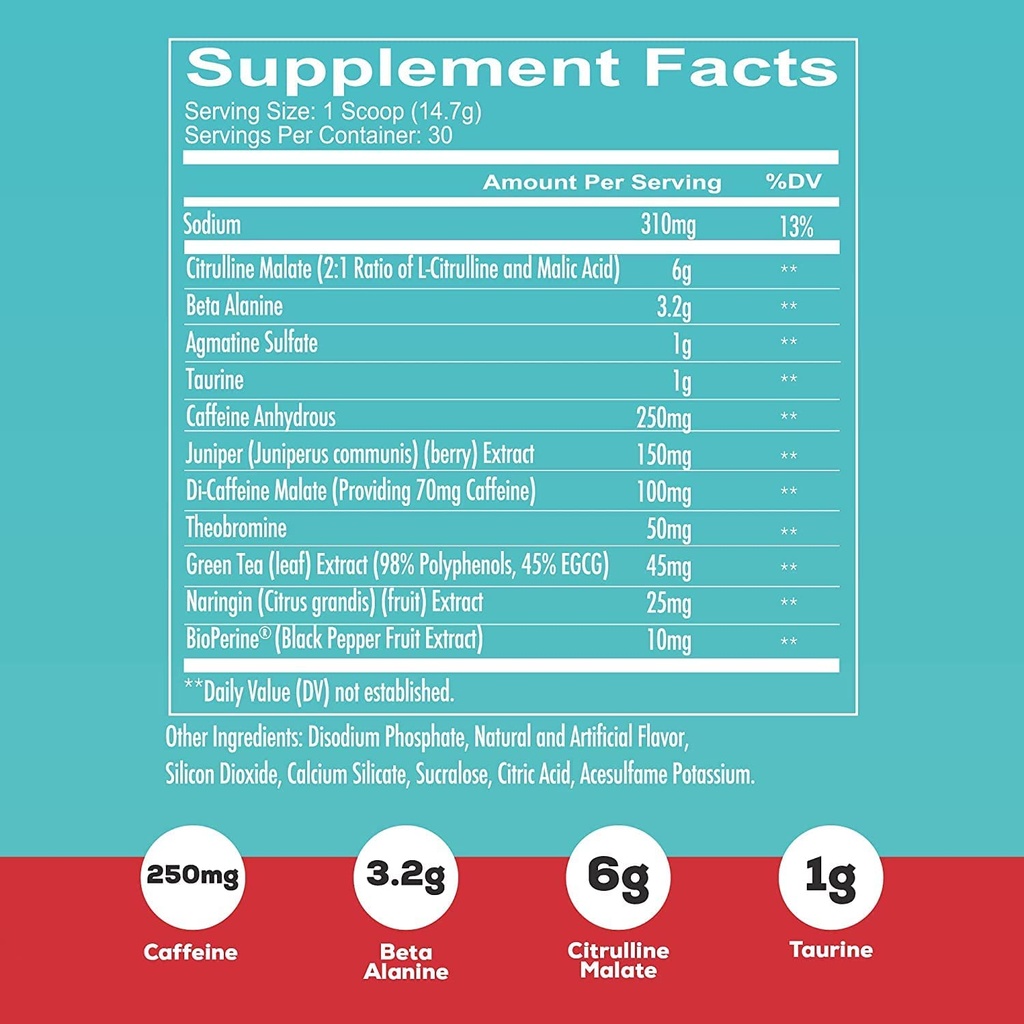 Supplement Facts
Serving Size: 1 Scoop (14.7g)
Servings Per Container: 30
Amount Per Serving %DV
Sodium 310mg 13%
Citrulline Malate (2:1 Ratio of L-Citrulline and Malic Acid) 6g **
Beta Alanine 3.2g **
Agmatine Sulfate 1g **
Taurine 1g **
Caffeine Anhydrous 250mg **
Juniper (Juniperus communis) (berry) Extract 150mg **
Di-Caffeine Malate (Providing 70mg Caffeine) 100mg **
Theobromine 50mg **
Green Tea (leaf) Extract (98% Polyphenols, 45% EGCG) 45mg **
Naringin (Citrus grandis) (fruit) Extract 25mg **
BioPerine® (Black Pepper Fruit Extract) 10mg **
**Daily Value (DV) not established.
Other Ingredients: Disodium Phosphate, Natural and Artificial Flavor,
Silicon Dioxide, Calcium Silicate, Sucralose, Citric Acid, Acesulfame Potassium.
250mg 3.2g 6g 1g
Caffeine Beta Citrulline Taurine
Alanine Malate